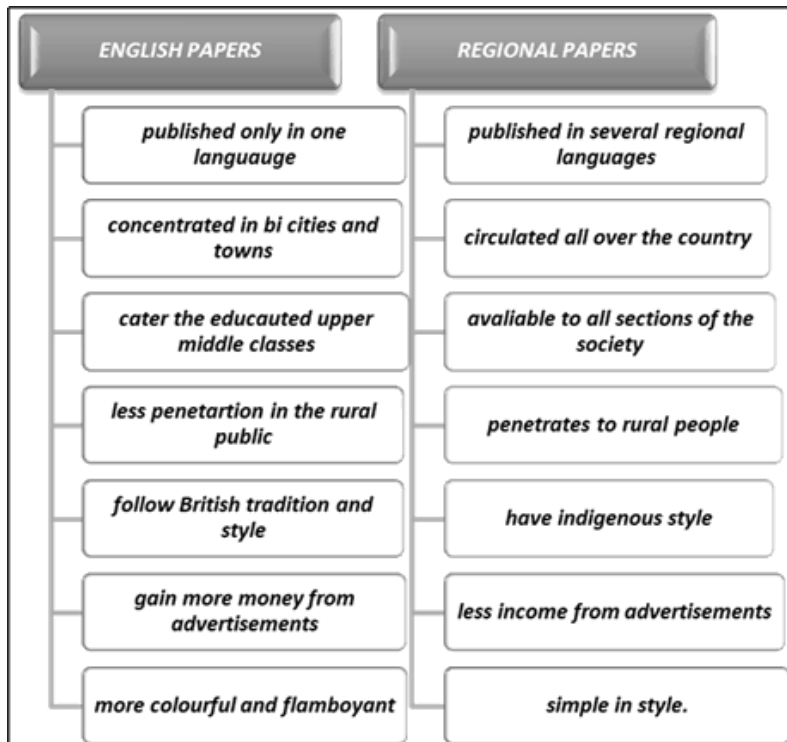 ENGLISH PAPERS
published only in one
languauge
concentrated in bi cities and
towns
cater the educauted upper
middle classes
less penetartion in the rural
public
follow British tradition and
style
gain more money from
advertisements
more colourful and flamboyant
REGIONAL PAPERS
published in several regional
languages
circulated all over the country
avaliable to all sections of the
society
penetrates to rural people
have indigenous style
less income from advertisements
simple in style.